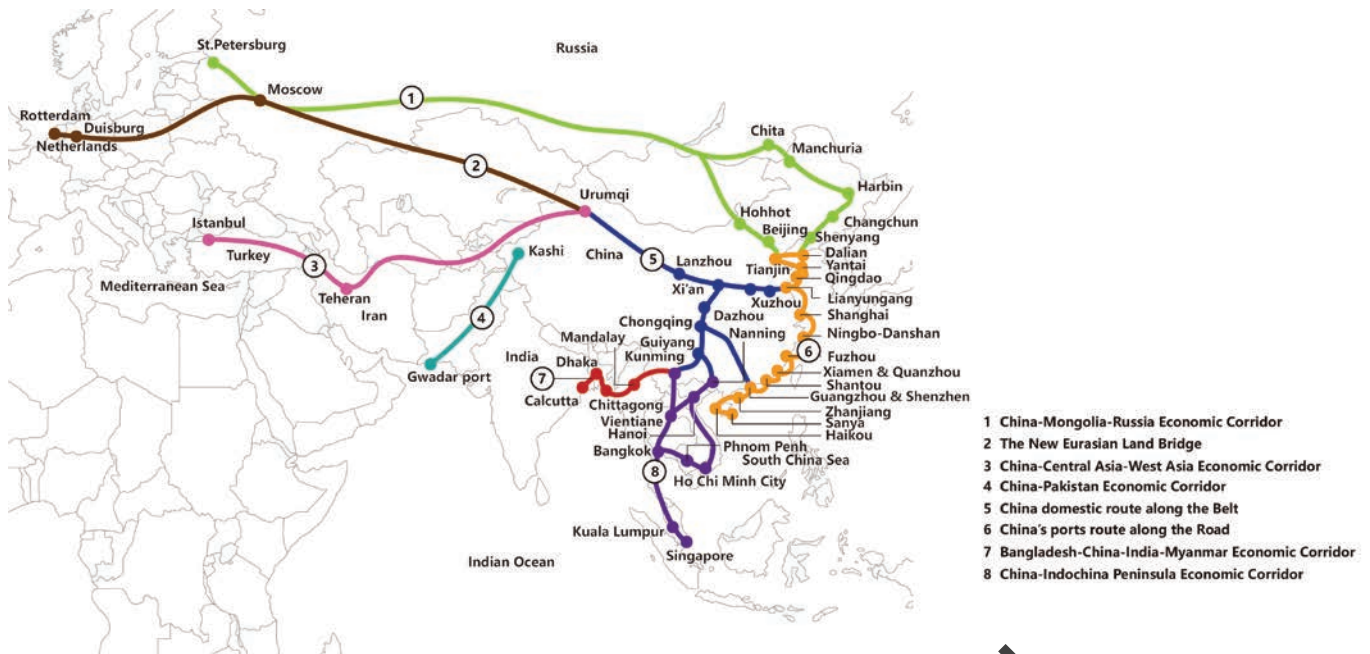 St.Petersburg
Russia
Moscow
1
Rotterdam
Duisburg
Netherlands
Chita
Manchuria
2
Urumqi
Harbin
Hohhot
Beijing
Changchun
Shenyang
Istanbul
Turkey
3
Kashi
China
5
Lanzhou
Tianjin
Dalian
Yantai
Qingdao
Mediterranean Sea
Teheran
Iran
4
Xi'an
Xuzhou
Lianyungang
Dazhou
Shanghai
Chongqing
Nanning
Ningbo-Danshan
Mandalay
Guiyang
Kunming
6
India
Dhaka
Fuzhou
Gwadar port
7
Xiamen & Quanzhou
Shantou
Calcutta
Chittagong
Guangzhou & Shenzhen
Vientiane
Zhanjiang
Hanoi
Sanya
Haikou
Bangkok
Phnom Penh
South China Sea
8
Ho Chi Minh City
Kuala Lumpur
Singapore
Indian Ocean
1 China-Mongolia-Russia Economic Corridor
2 The New Eurasian Land Bridge
3 China-Central Asia-West Asia Economic Corridor
4 China-Pakistan Economic Corridor
5 China domestic route along the Belt
6 China's ports route along the Road
7 Bangladesh-China-India-Myanmar Economic Corridor
8 China-Indochina Peninsula Economic Corridor